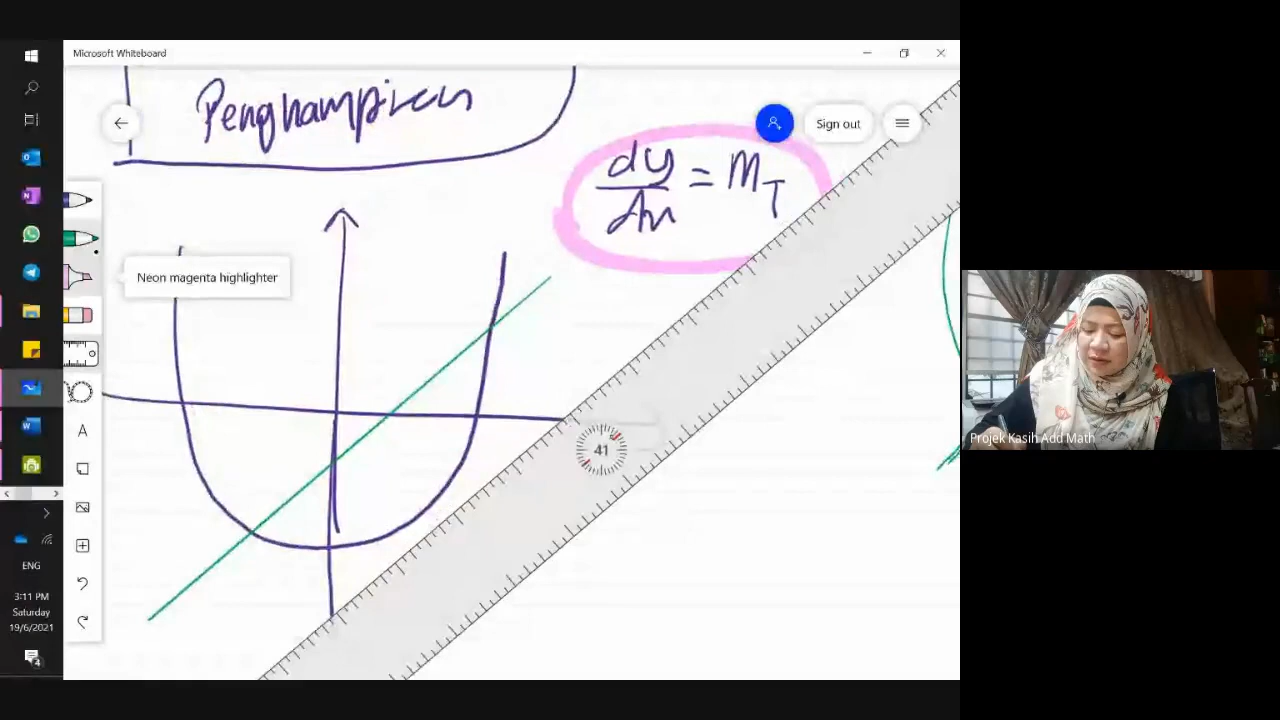 Microsoft Whiteboard
Penghampiran
Sign out
dy/dx = m_T
Neon magenta highlighter
41
Projek Kasih Add Math
A
ENG
3:11 PM
Saturday
19/6/2021
4